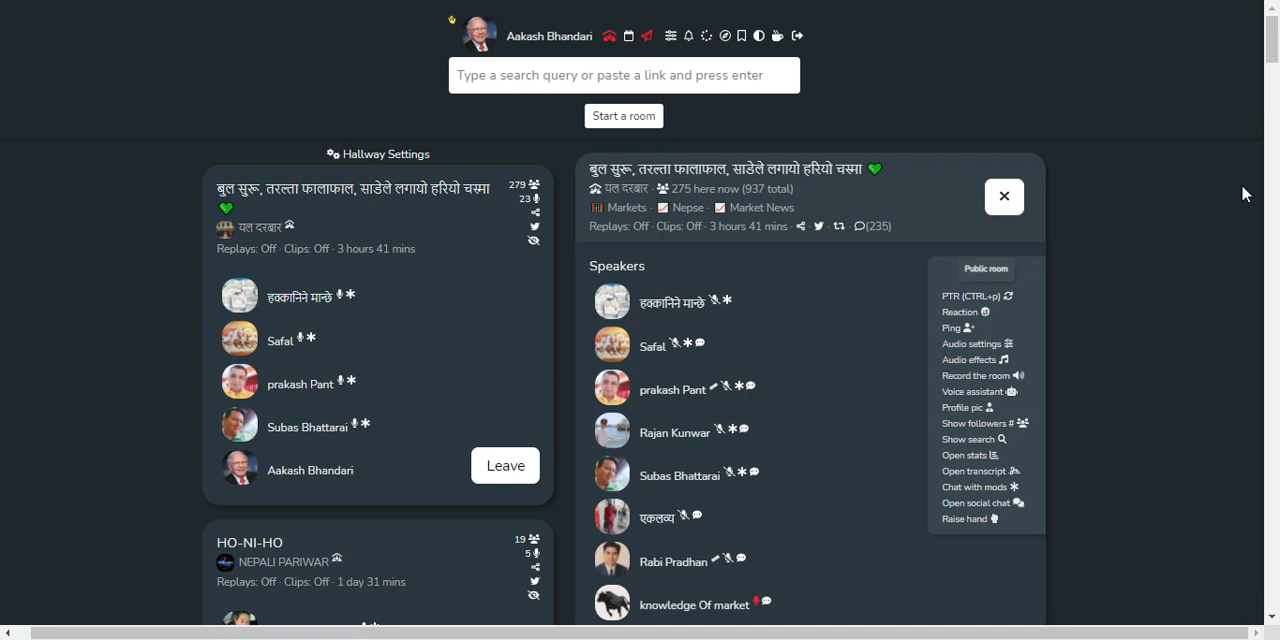 Aakash Bhandari
Type a search query or paste a link and press enter
Start a room
Hallway Settings
बुल सुरू, तरल्ता फालाफाल, साडेले लगायो हरियो चस्मा 💚
279
23
यल दरबार
Replays: Off · Clips: Off · 3 hours 41 mins
हक्कानिने मान्छे
Safal
prakash Pant
Subas Bhattarai
Aakash Bhandari
Leave
HO-NI-HO
19
5
NEPALI PARIWAR
Replays: Off · Clips: Off · 1 day 31 mins
बुल सुरू, तरल्ता फालाफाल, साडेले लगायो हरियो चस्मा 💚
यल दरबार · 275 here now (937 total)
Markets · Nepse · Market News
Replays: Off · Clips: Off · 3 hours 41 mins · (235)
Speakers
हक्कानिने मान्छे
Safal
prakash Pant
Rajan Kunwar
Subas Bhattarai
एकलव्य
Rabi Pradhan
knowledge Of market
Public room
PTR (CTRL+p)
Reaction
Ping
Audio settings
Audio effects
Record the room
Voice assistant
Profile pic
Show followers #
Show search
Open stats
Open transcript
Chat with mods
Open social chat
Raise hand